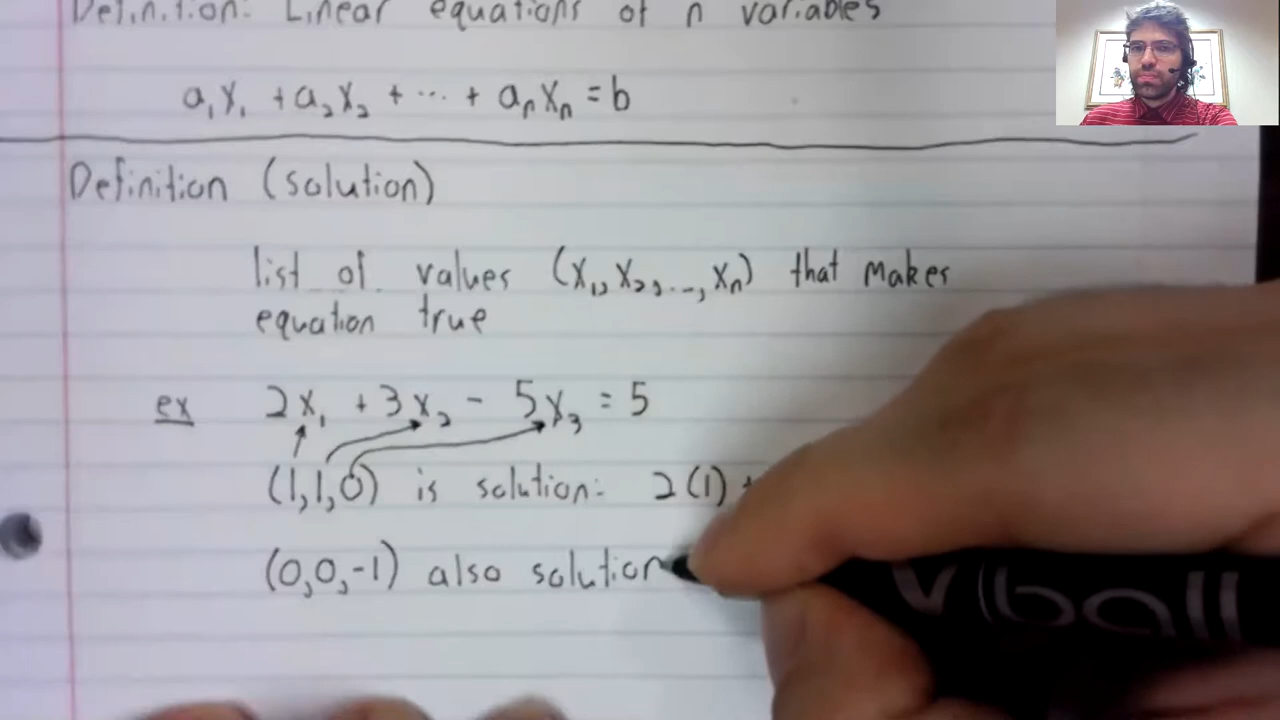 Definition: Linear equations of n variables
a₁x₁ + a₂x₂ + ... + aₙxₙ = b
Definition (solution)
list of values (x₁, x₂, ..., xₙ) that makes
equation true
ex 2x₁ + 3x₂ - 5x₃ = 5
(1,1,0) is solution: 2(1) +
(0,0,-1) also solution